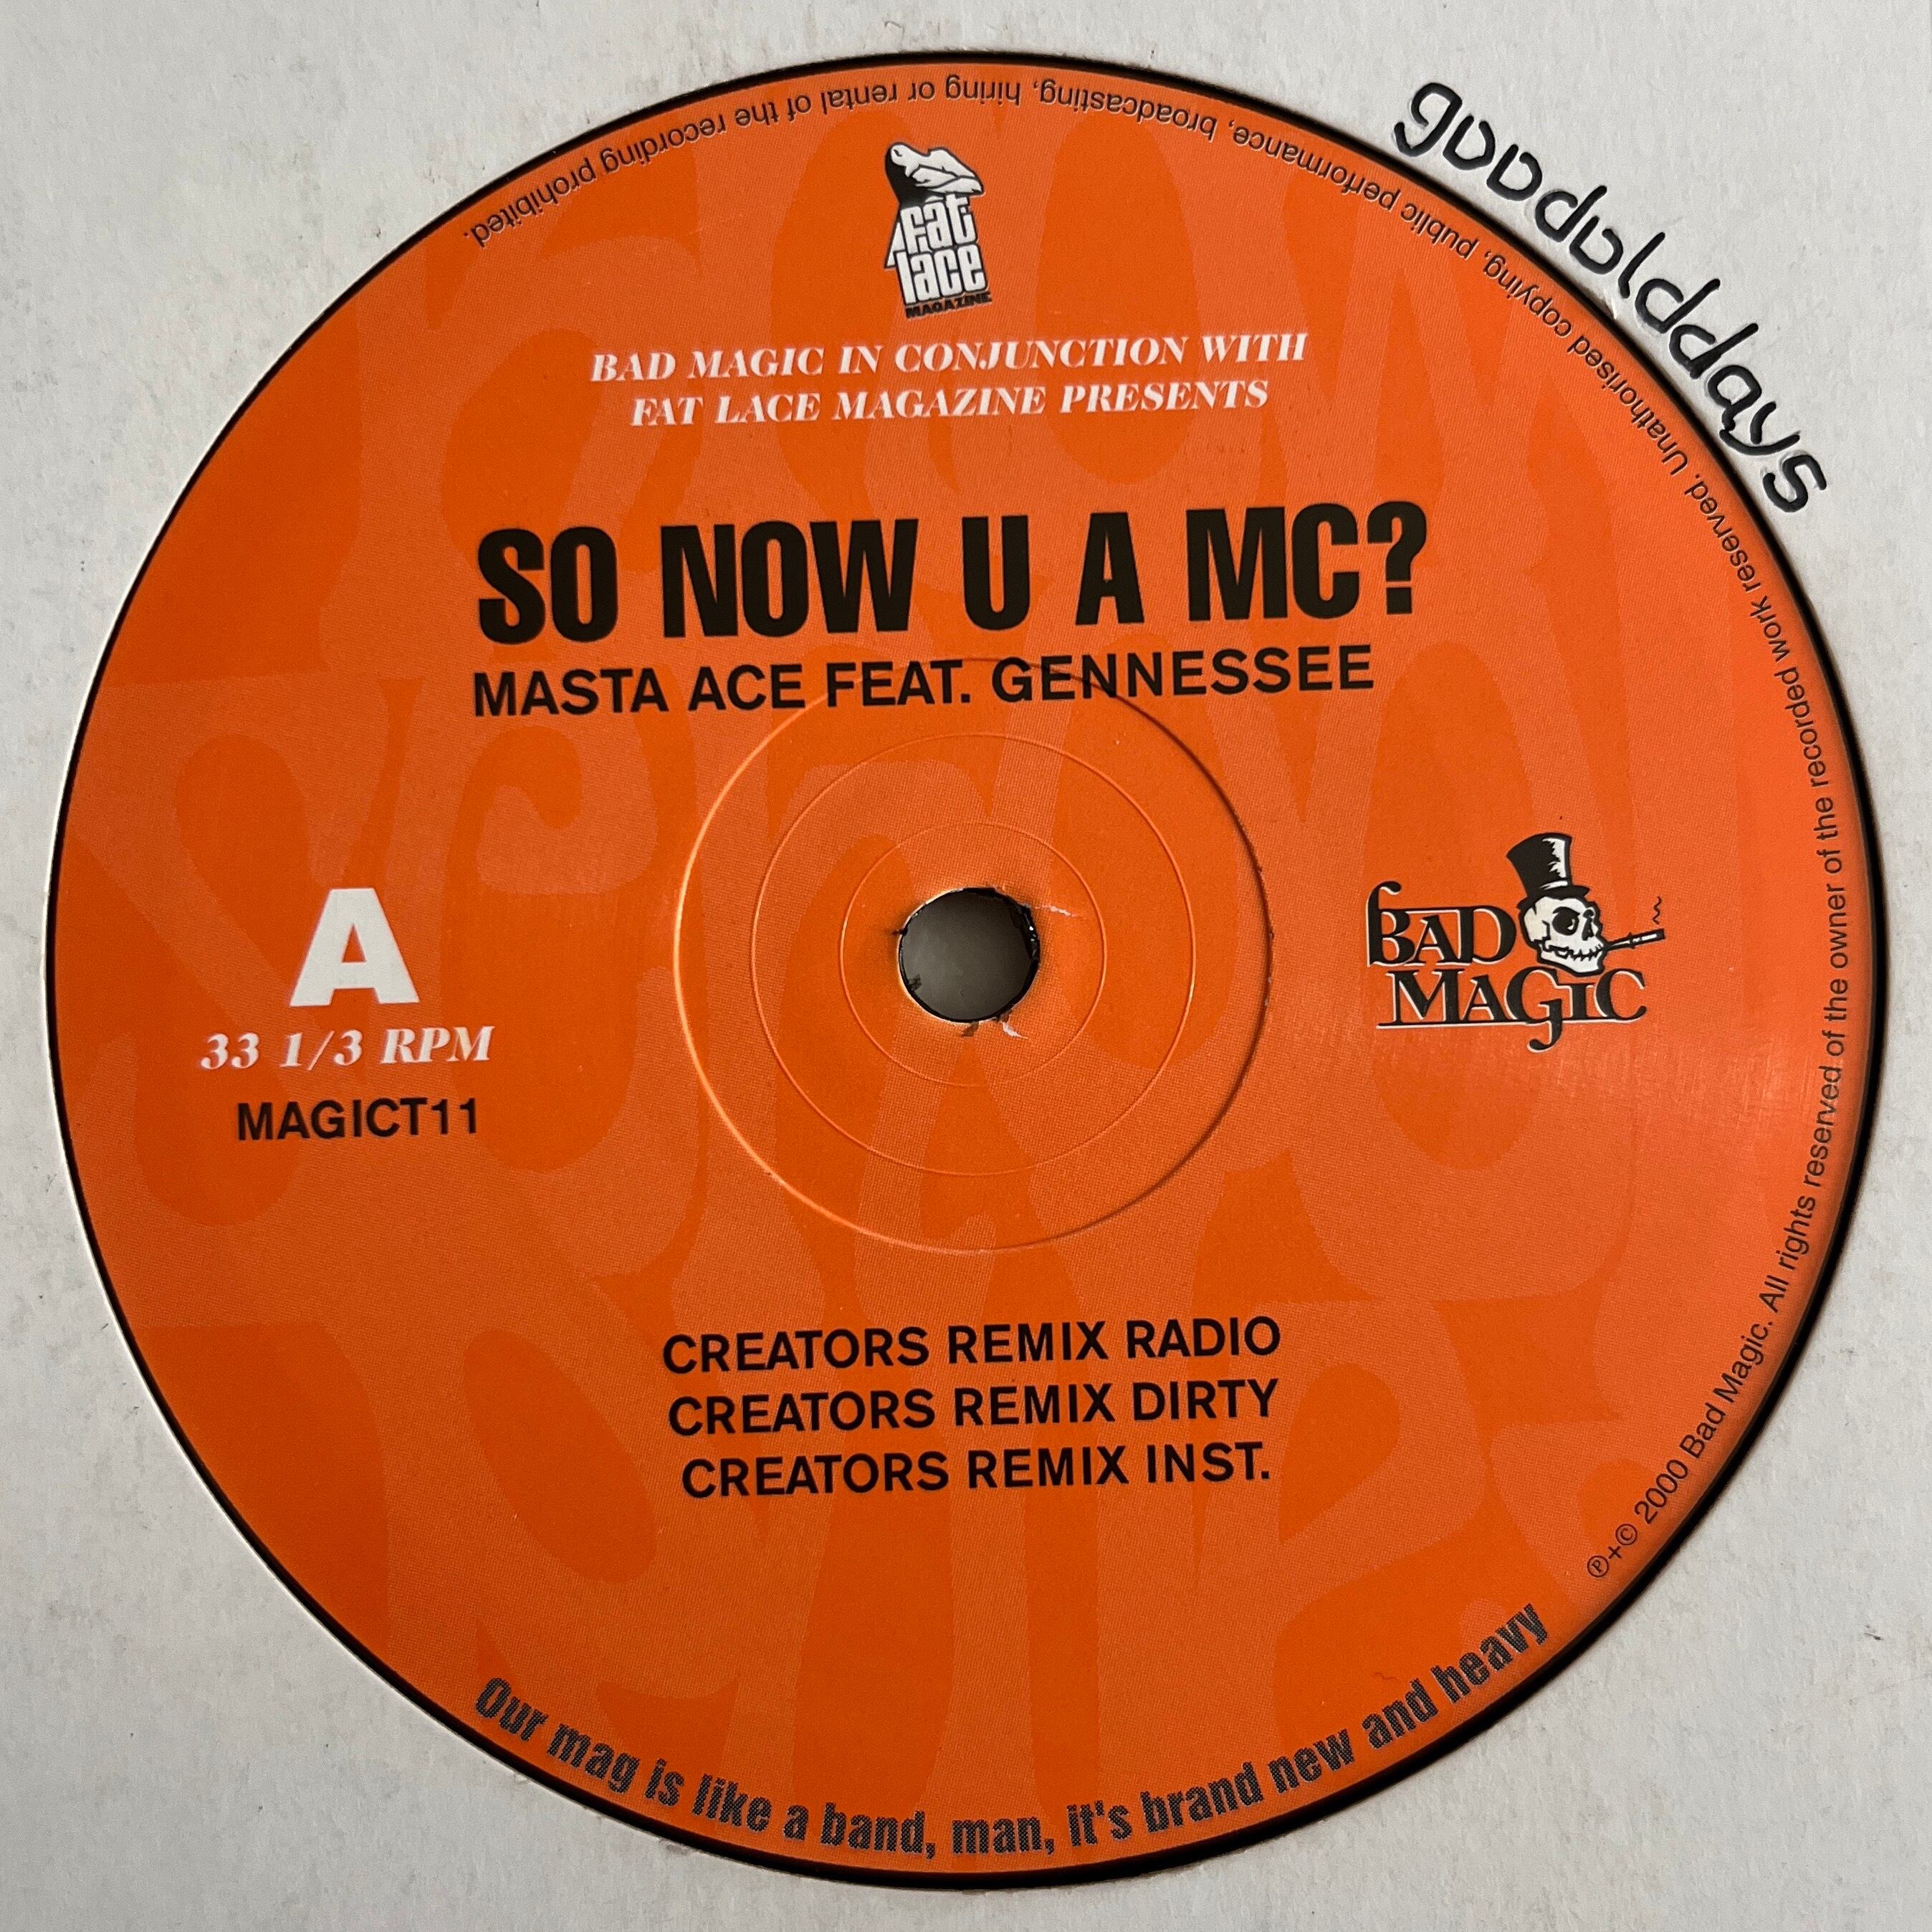 fat
lace
MAGAZINE
BAD MAGIC IN CONJUNCTION WITH
FAT LACE MAGAZINE PRESENTS
SO NOW U A MC?
MASTA ACE FEAT. GENNESSEE
A
33 1/3 RPM
MAGICT11
BAD
MAGIC
CREATORS REMIX RADIO
CREATORS REMIX DIRTY
CREATORS REMIX INST.
Our mag is like a band, man, it's brand new and heavy
℗+© 2000 Bad Magic. All rights reserved of the owner of the recorded work reserved. Unathorised copying, public performance, broadcasting, hiring or rental of the recording prohibited.